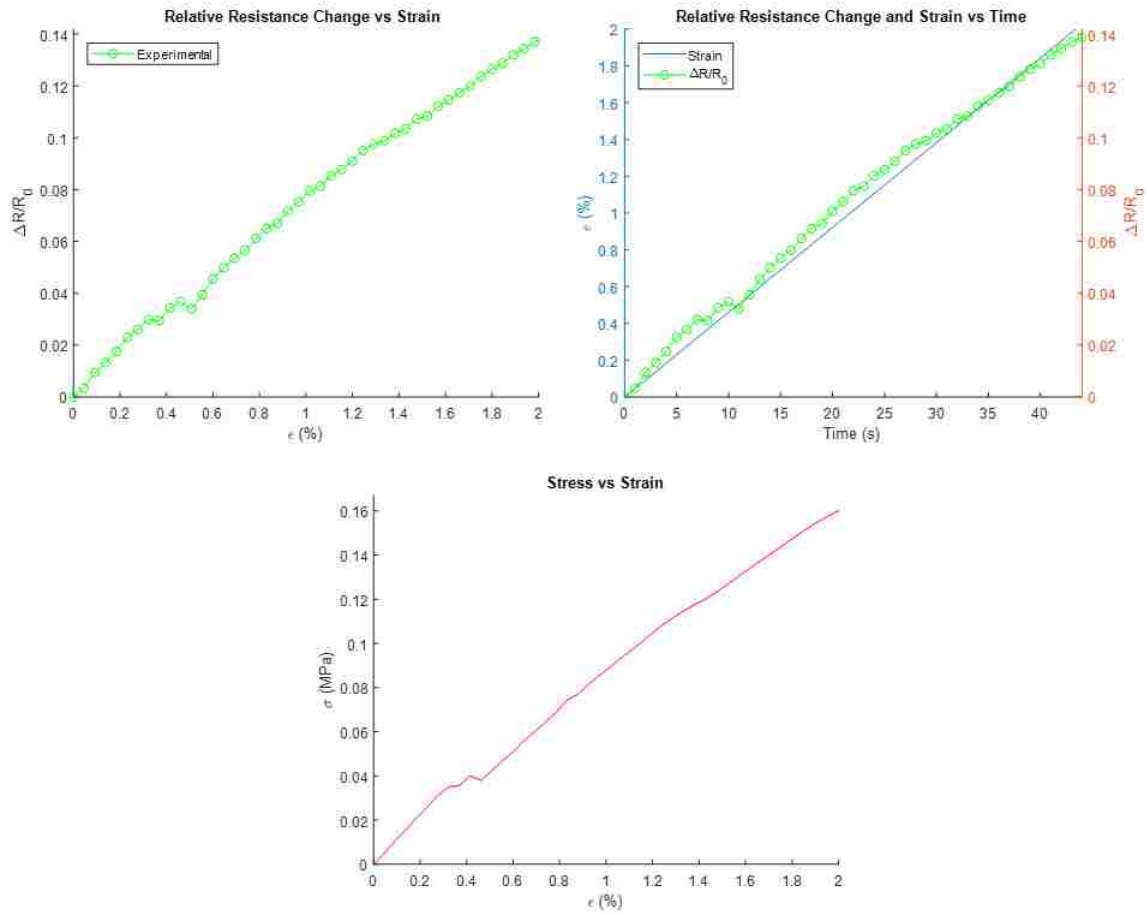 Relative Resistance Change vs Strain
0.14
0.12
0.1
0.08
0.06
0.04
0.02
0
ΔR/R0
Experimental
0 0.2 0.4 0.6 0.8 1 1.2 1.4 1.6 1.8 2
ϵ (%)
Relative Resistance Change and Strain vs Time
2
1.8
1.6
1.4
1.2
1
0.8
0.6
0.4
0.2
0
ϵ (%)
Strain
ΔR/R0
0 5 10 15 20 25 30 35 40
Time (s)
0.14
0.12
0.1
0.08
0.06
0.04
0.02
0
ΔR/R0
Stress vs Strain
0.16
0.14
0.12
0.1
0.08
0.06
0.04
0.02
0
σ (MPa)
0 0.2 0.4 0.6 0.8 1 1.2 1.4 1.6 1.8 2
ϵ (%)